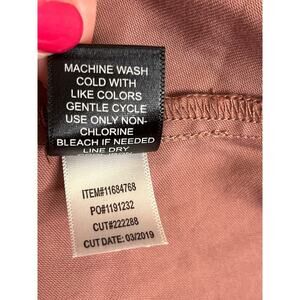 MACHINE WASH
COLD WITH
LIKE COLORS
GENTLE CYCLE
USE ONLY NON-
CHLORINE
BLEACH IF NEEDED
LINE DRY
ITEM#11684768
PO#1191232
CUT#222288
CUT DATE:03/2019